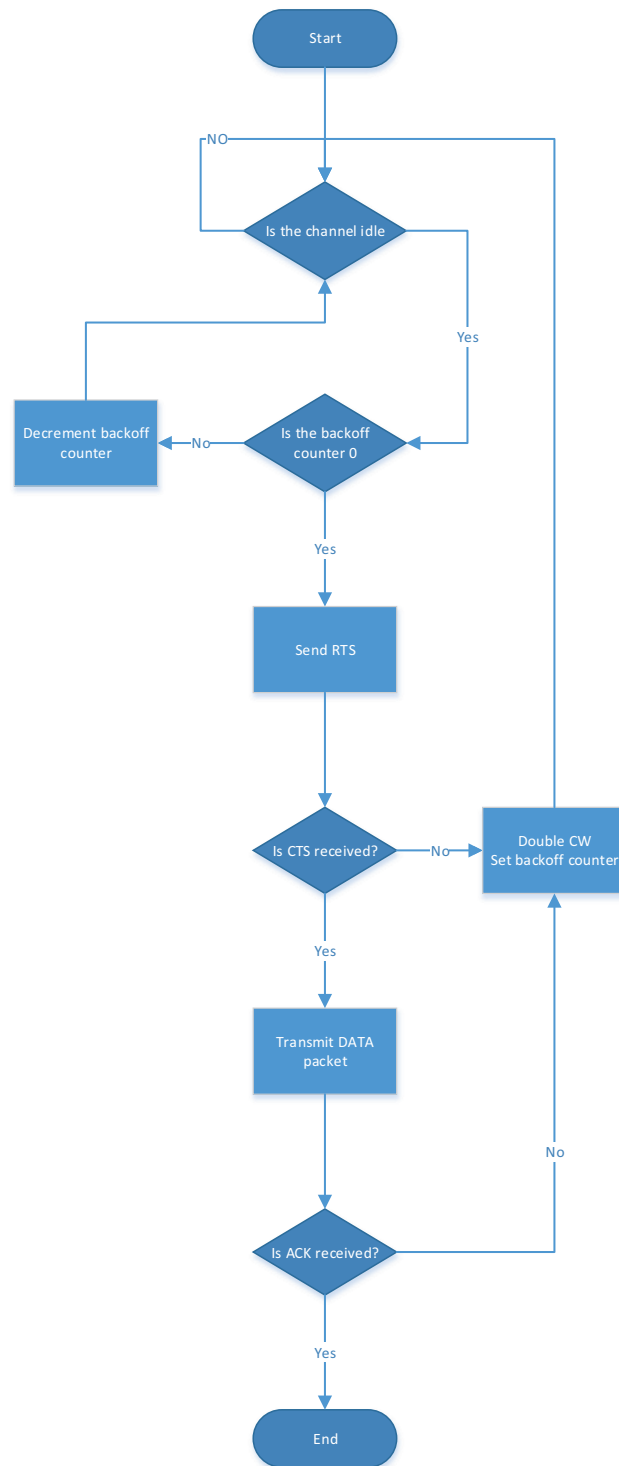 Start
NO
Is the channel idle
Yes
Decrement backoff
counter
No
Is the backoff
counter 0
Yes
Send RTS
Is CTS received?
No
Double CW
Set backoff counter
Yes
Transmit DATA
packet
No
Is ACK received?
Yes
End